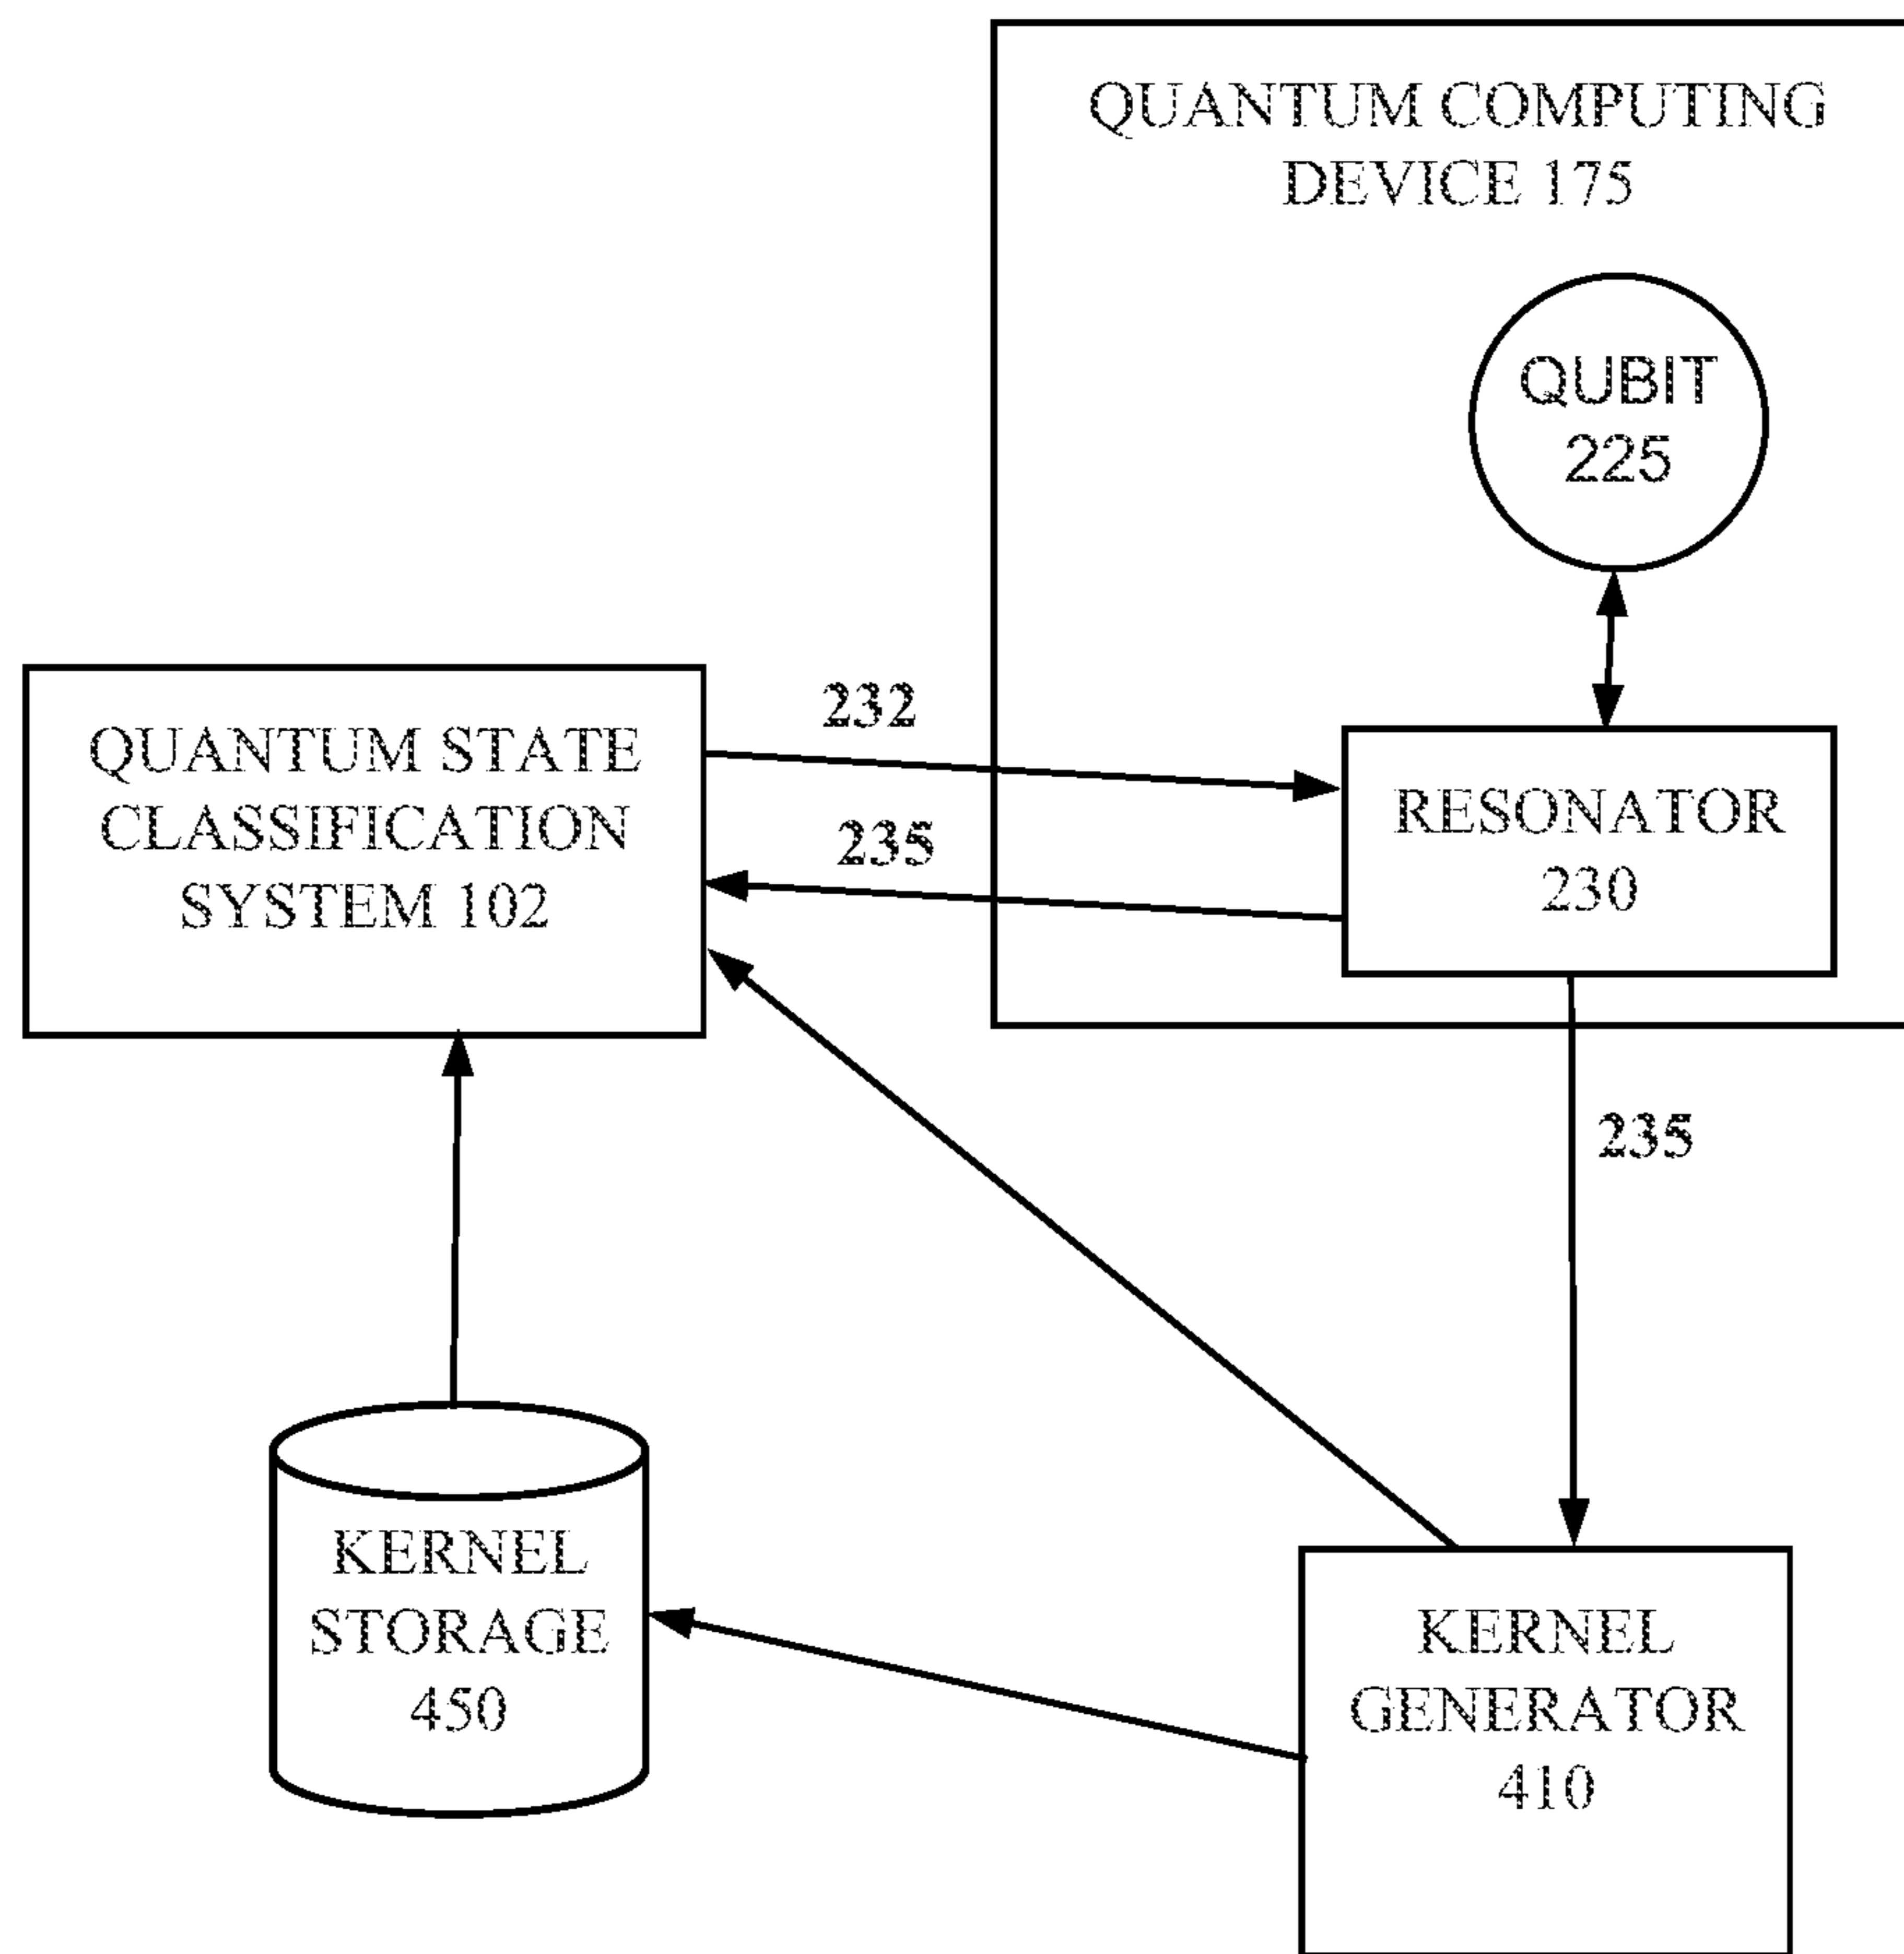 QUANTUM COMPUTING
DEVICE 175
QUBIT
225
QUANTUM STATE
CLASSIFICATION
SYSTEM 102
232
235
RESONATOR
230
235
KERNEL
STORAGE
450
KERNEL
GENERATOR
410